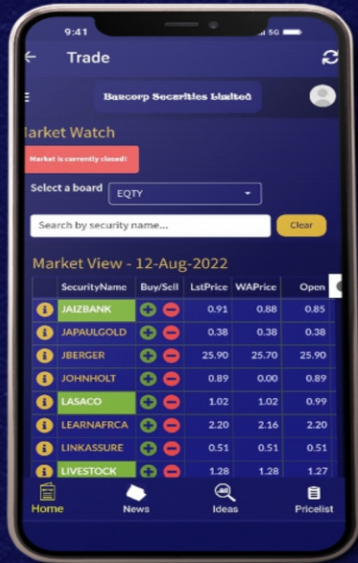 9:41
5G
Trade
Bancorp Securities Limited
Market Watch
Market is currently closed!
Select a board EQTY
Search by security name... Clear
Market View - 12-Aug-2022
SecurityName Buy/Sell LstPrice WAPrice Open
JAIZBANK 0.91 0.88 0.85
JAPAULGOLD 0.38 0.38 0.38
JBERGER 25.90 25.70 25.90
JOHNHOLT 0.89 0.00 0.89
LASACO 1.02 1.02 0.99
LEARNAFRCA 2.20 2.16 2.20
LINKASSURE 0.51 0.51 0.51
LIVESTOCK 1.28 1.28 1.27
Home News Ideas Pricelist